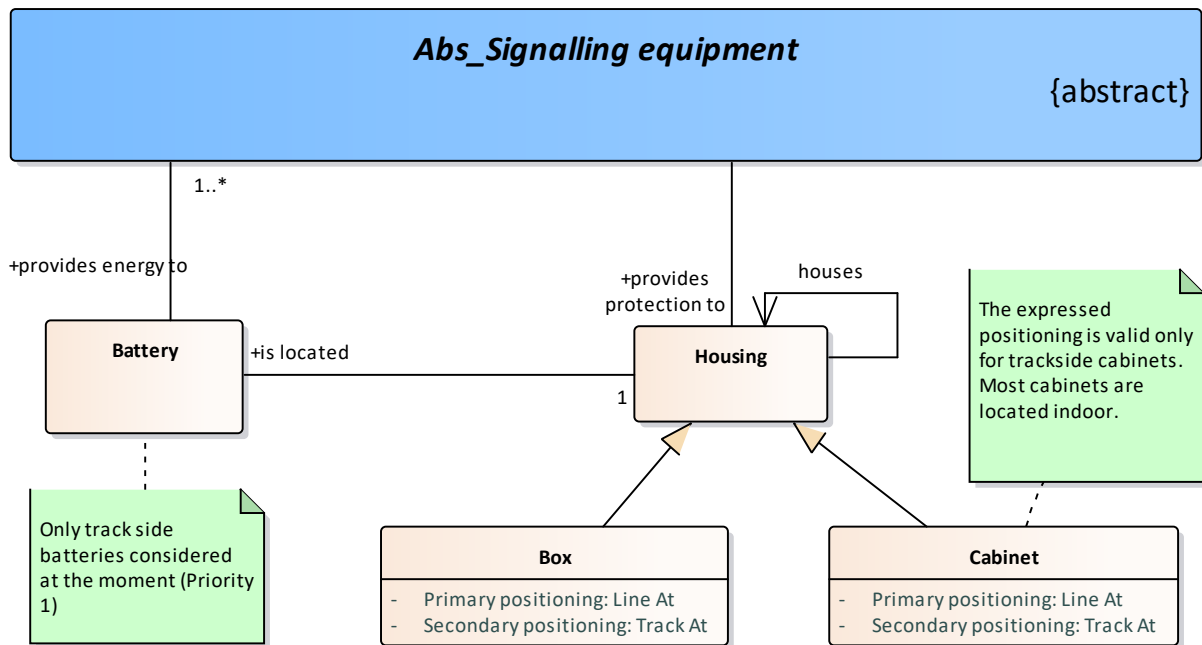 Abs_Signalling equipment
{abstract}
1..*
+provides energy to
+provides
protection to
houses
The expressed
positioning is valid only
for trackside cabinets.
Most cabinets are
located indoor.
Battery
+is located
1
Housing
Only track side
batteries considered
at the moment (Priority
1)
Box
- Primary positioning: Line At
- Secondary positioning: Track At
Cabinet
- Primary positioning: Line At
- Secondary positioning: Track At